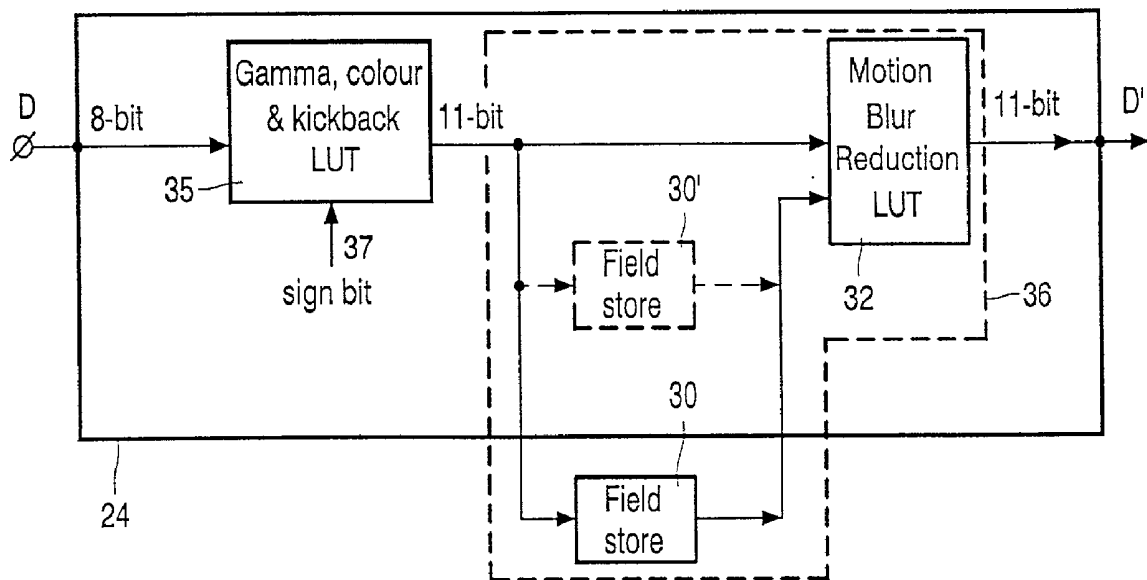 D
8-bit
Gamma, colour
& kickback
LUT
35
37
sign bit
11-bit
30'
Field
store
30
Field
store
Motion
Blur
Reduction
LUT
32
11-bit
D'
36
24